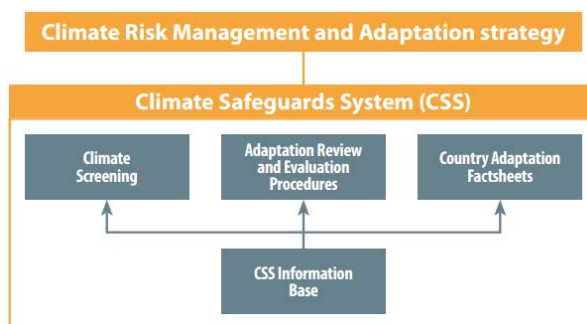 Climate Risk Management and Adaptation strategy
Climate Safeguards System (CSS)
Climate
Screening
Adaptation Review
and Evaluation
Procedures
Country Adaptation
Factsheets
CSS Information
Base